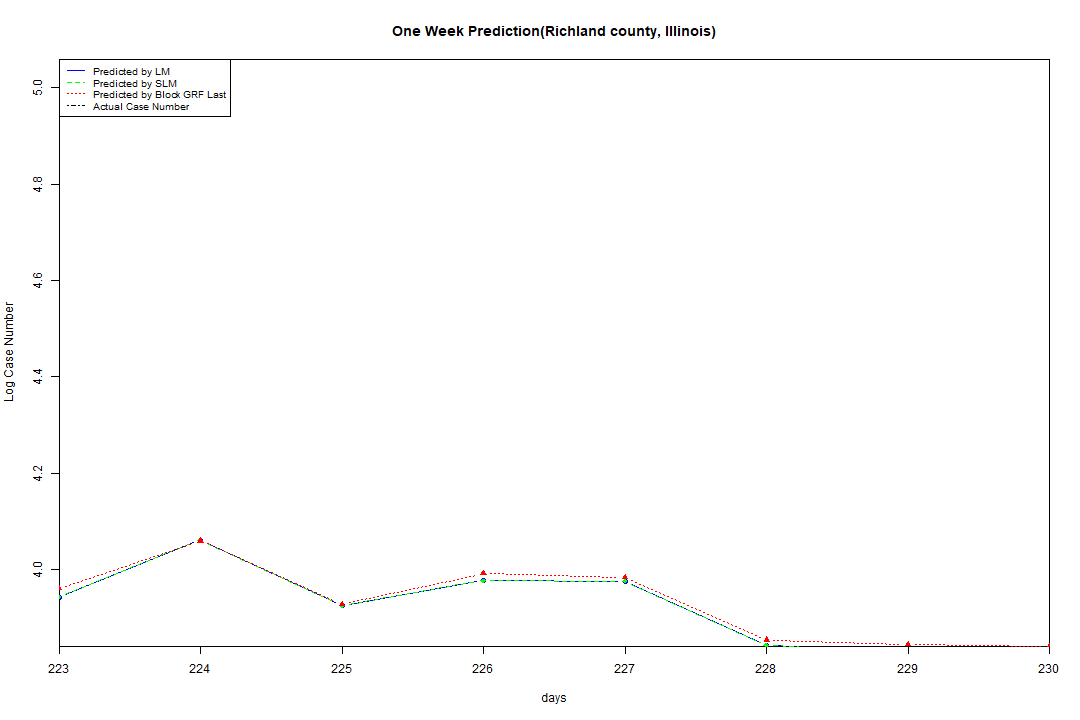 One Week Prediction(Richland county, Illinois)
Predicted by LM
Predicted by SLM
Predicted by Block GRF Last
Actual Case Number
5.0
4.8
4.6
4.4
4.2
4.0
Log Case Number
223 224 225 226 227 228 229 230
days